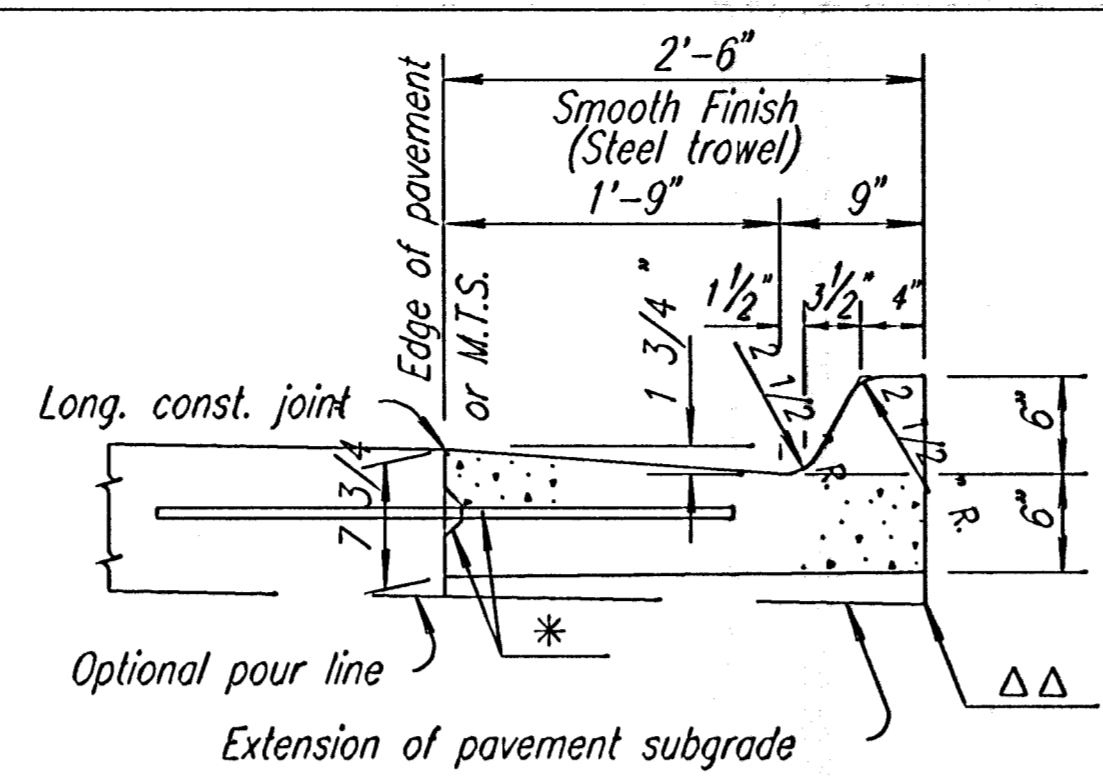 2'-6"
Smooth Finish
(Steel trowel)
1'-9"
9"
Edge of pavement
or M.T.S.
1 3/4 "
1 1/2"
3 1/2"
4"
2 1/2" R.
2 1/2" R.
6"
6"
Long. const. joint
7 3/4
*
Optional pour line
Δ Δ
Extension of pavement subgrade